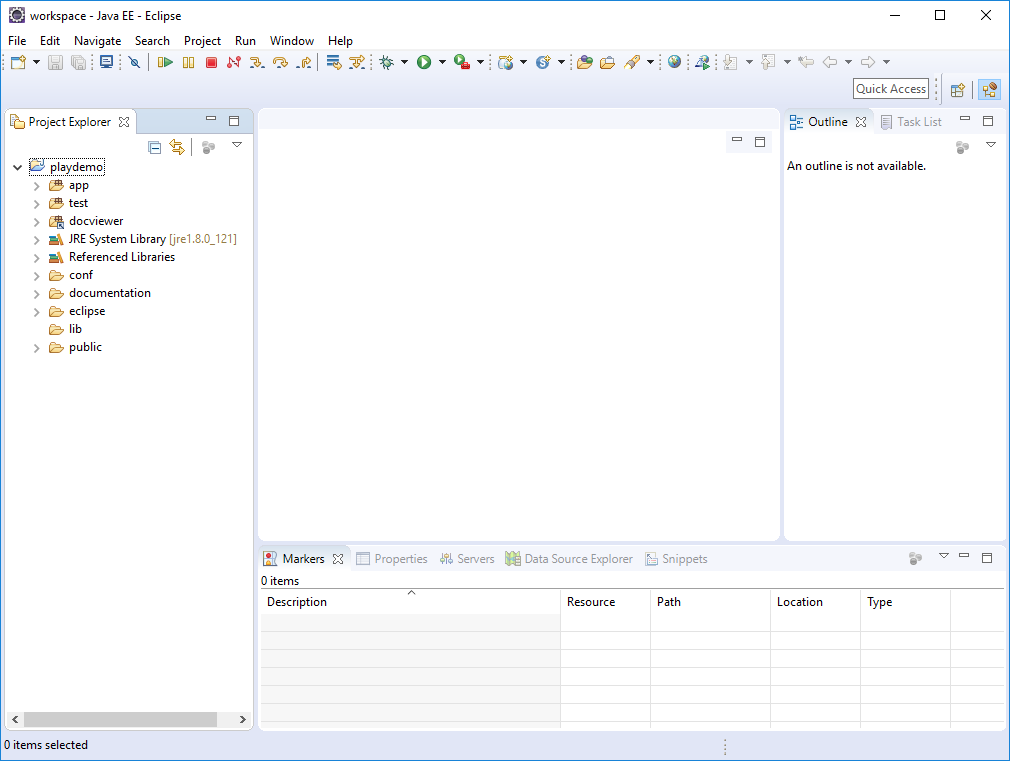 workspace - Java EE - Eclipse
File Edit Navigate Search Project Run Window Help
Quick Access
Project Explorer
playdemo
app
test
docviewer
JRE System Library [jre1.8.0_121]
Referenced Libraries
conf
documentation
eclipse
lib
public
Outline Task List
An outline is not available.
Markers Properties Servers Data Source Explorer Snippets
0 items
Description Resource Path Location Type
0 items selected